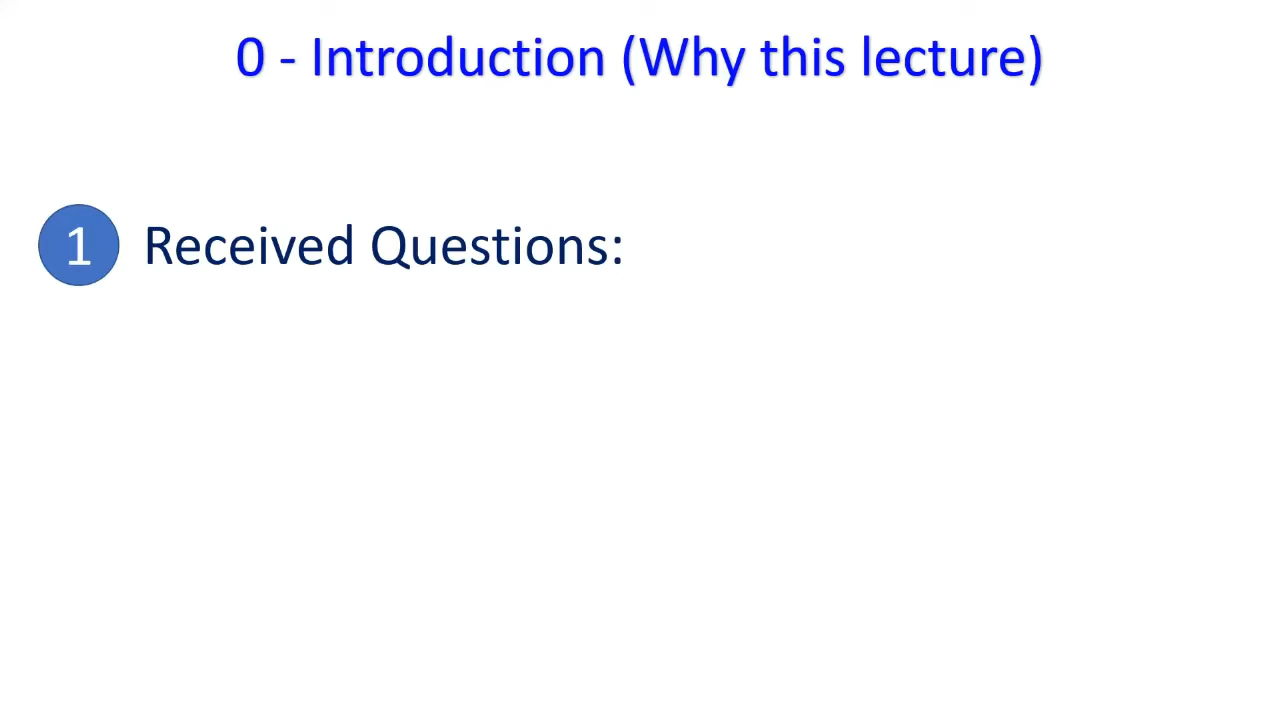 0 - Introduction (Why this lecture)
1 Received Questions: